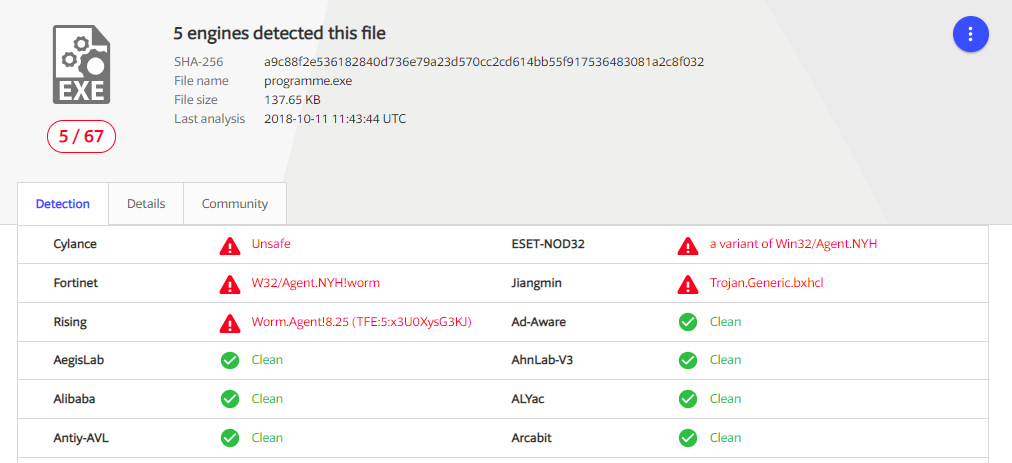 5 engines detected this file
SHA-256 a9c88f2e536182840d736e79a23d570cc2cd614bb55f917536483081a2c8f032
File name programme.exe
File size 137.65 KB
Last analysis 2018-10-11 11:43:44 UTC
EXE
5 / 67
Detection Details Community
Cylance Unsafe ESET-NOD32 a variant of Win32/Agent.NYH
Fortinet W32/Agent.NYH!worm Jiangmin Trojan.Generic.bxhcl
Rising Worm.Agent!8.25 (TFE:5:x3U0XysG3KJ) Ad-Aware Clean
AegisLab Clean AhnLab-V3 Clean
Alibaba Clean ALYac Clean
Antiy-AVL Clean Arcabit Clean